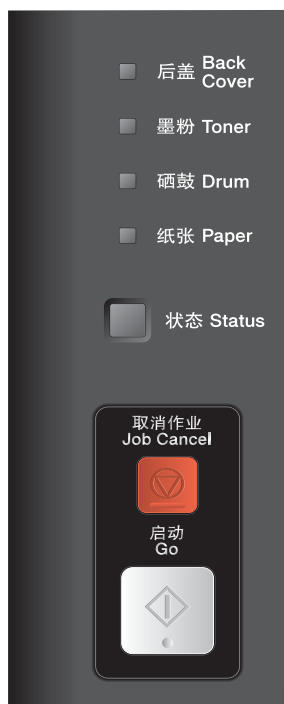 后盖 Back
Cover
墨粉 Toner
硒鼓 Drum
纸张 Paper
状态 Status
取消作业
Job Cancel
启动
Go